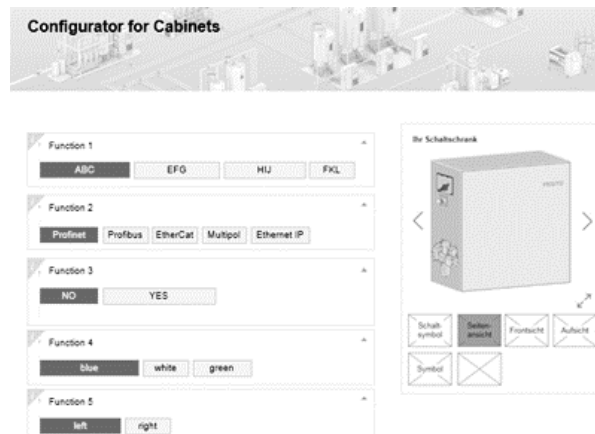 Configurator for Cabinets
Function 1
ABC EFG HIJ FKL
Function 2
Profinet Profibus EtherCat Multipol Ethernet IP
Function 3
NO YES
Function 4
blue white green
Function 5
left right
Ihr Schaltschrank
FESTO
Schalt-
symbol
Seiten-
ansicht
Frontsicht
Aufsicht
Symbol